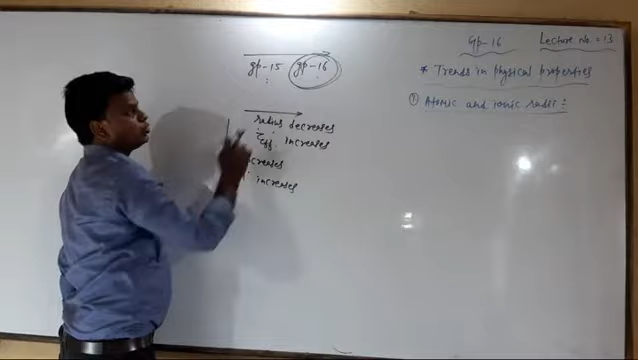 Gp-16 Lecture No = 13
* Trends in physical properties
① Atomic and ionic radii :
gp-15 gp-16
radius decreases
eff. increases
creases
increases